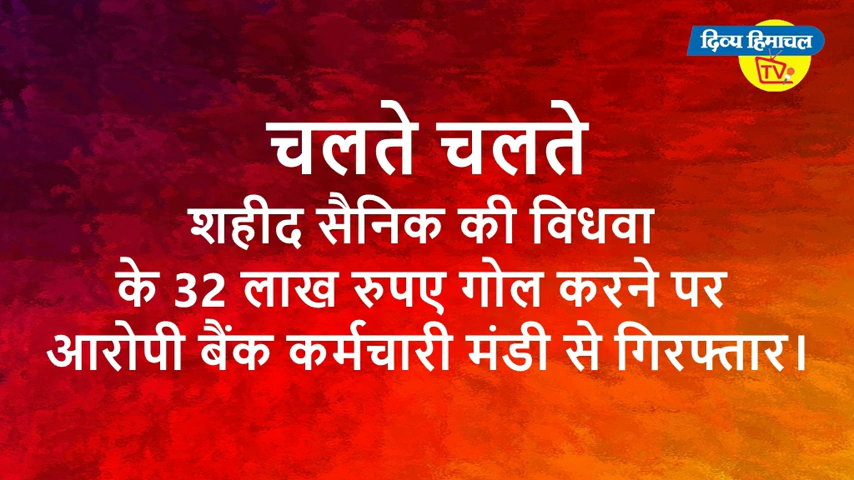 दिव्य हिमाचल
TV
चलते चलते
शहीद सैनिक की विधवा
के 32 लाख रुपए गोल करने पर
आरोपी बैंक कर्मचारी मंडी से गिरफ्तार।